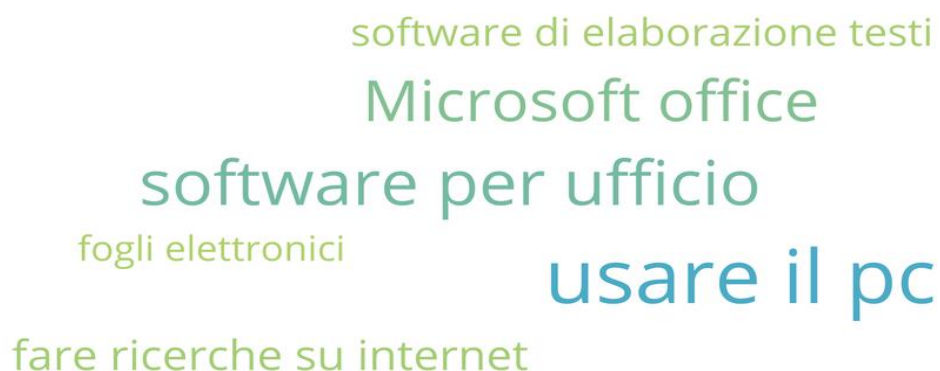 software di elaborazione testi
Microsoft office
software per ufficio
fogli elettronici
usare il pc
fare ricerche su internet